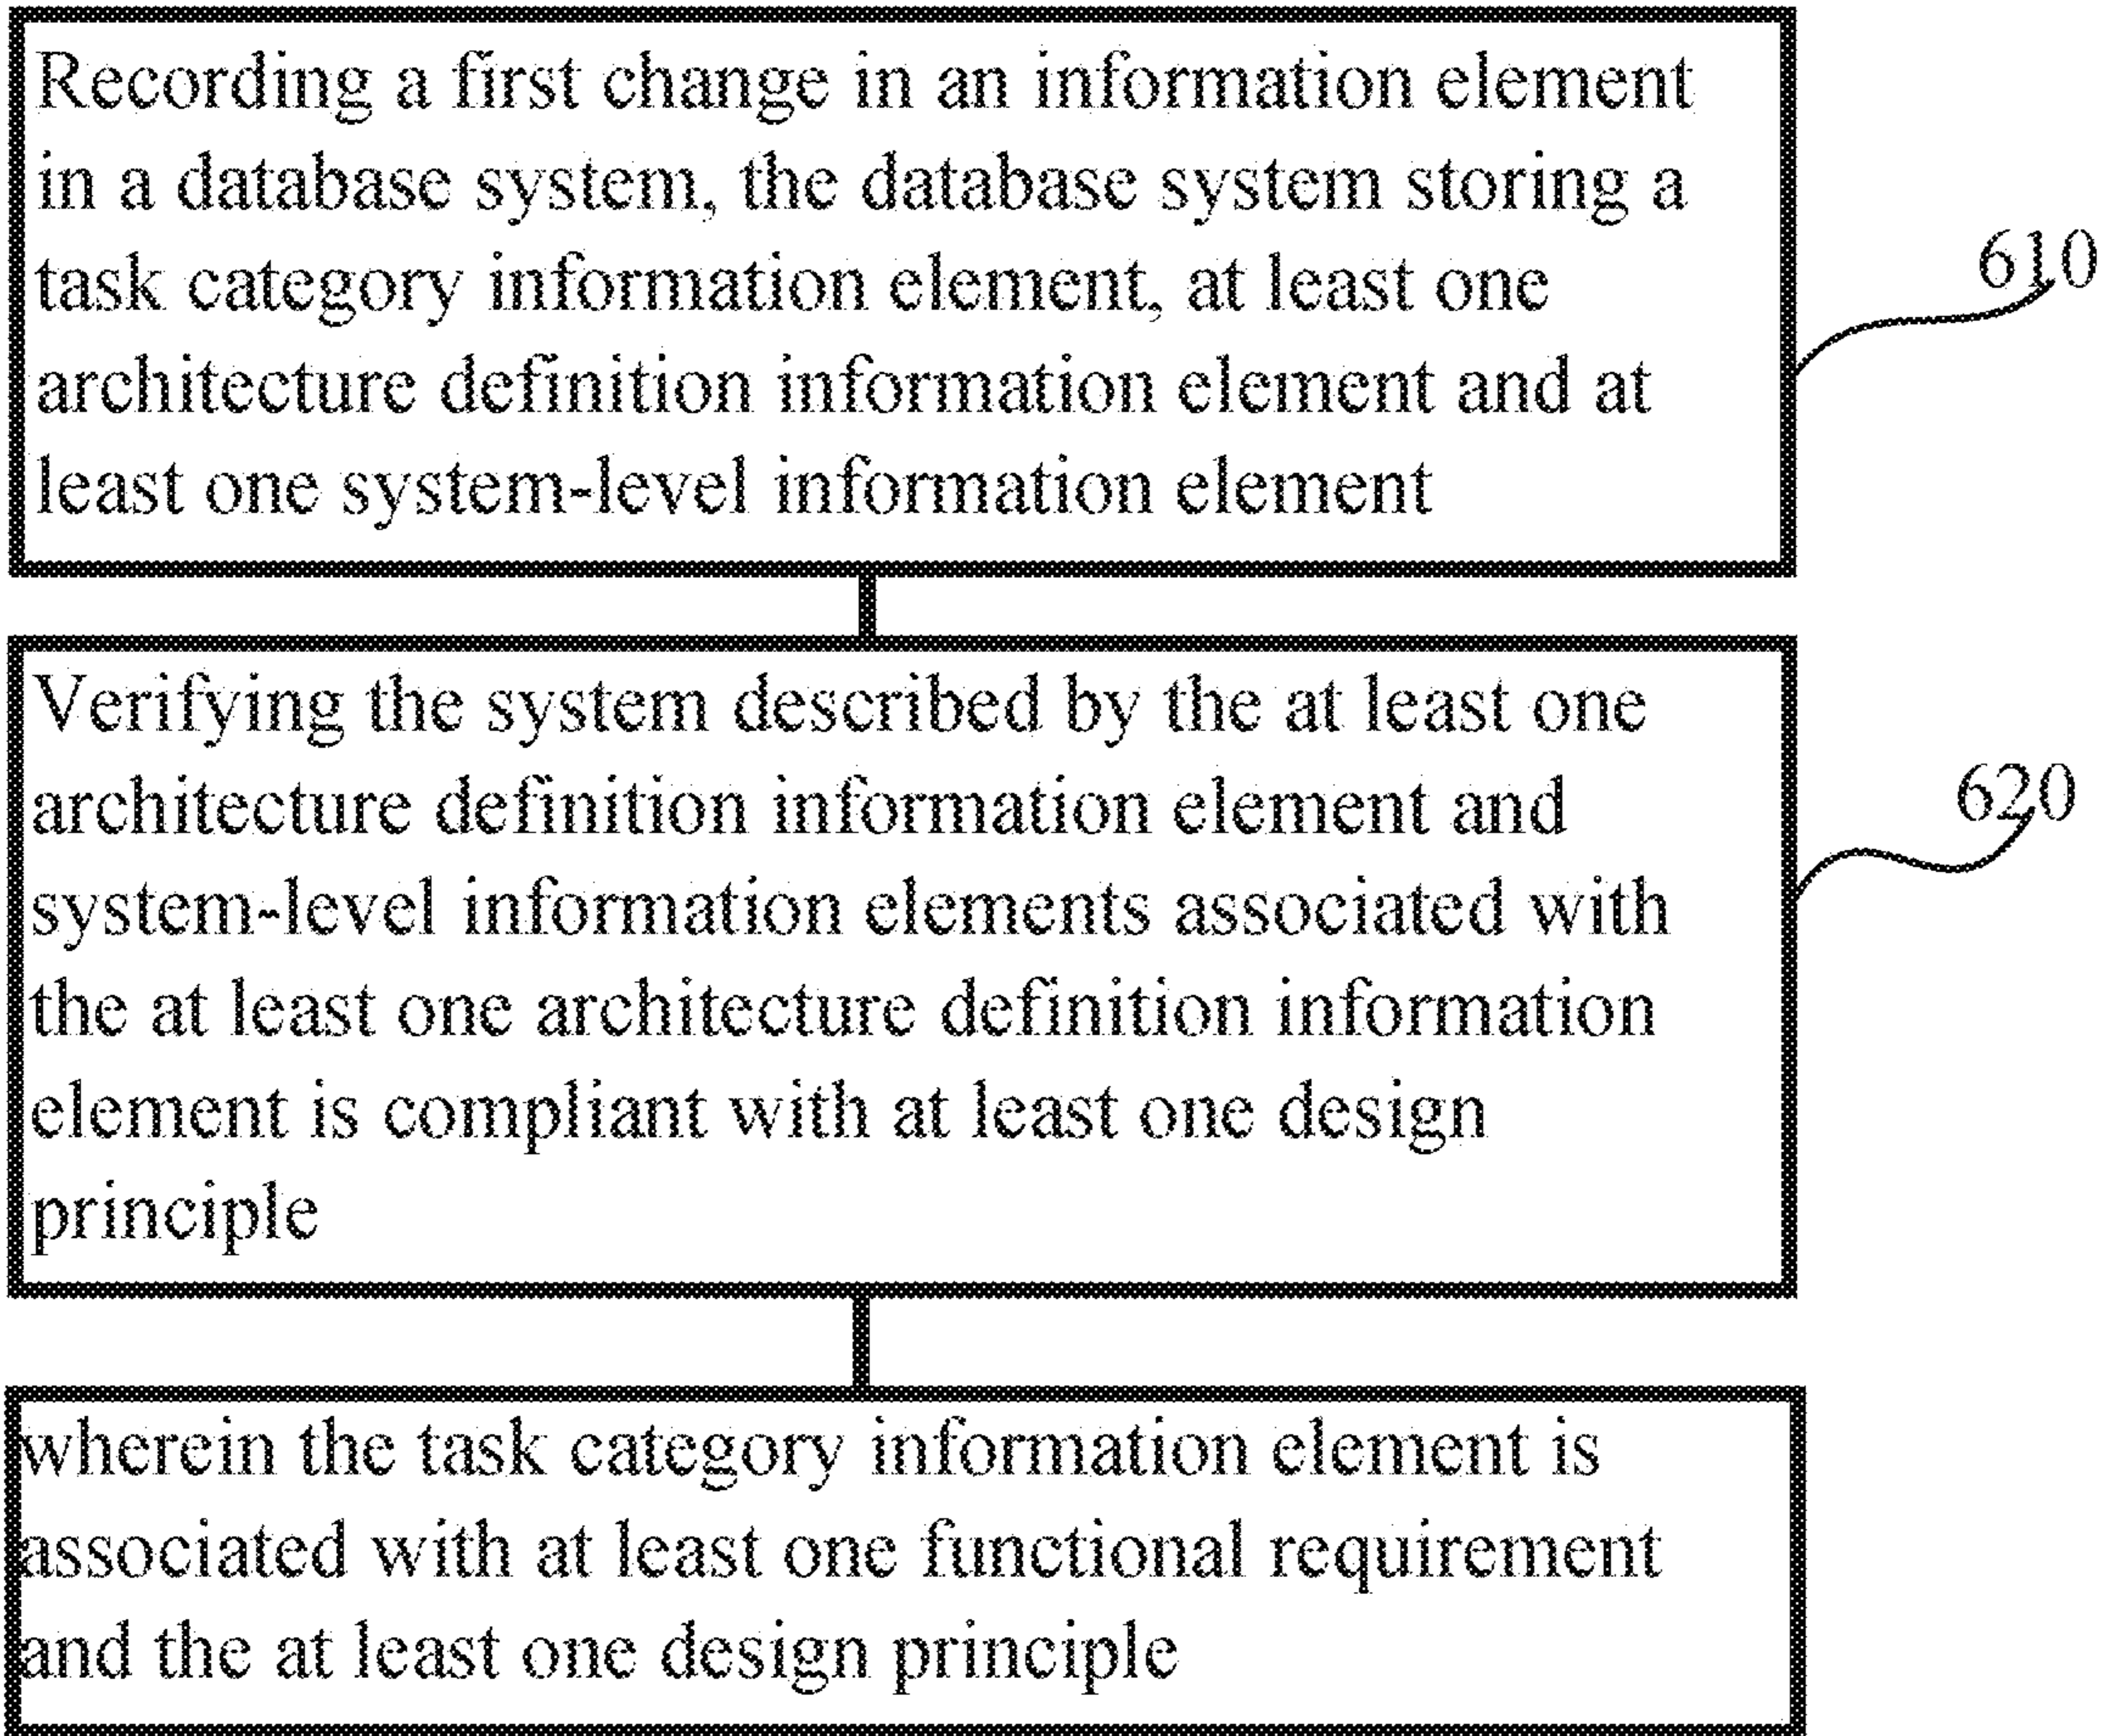 Recording a first change in an information element
in a database system, the database system storing a
task category information element, at least one
architecture definition information element and at
least one system-level information element
610
Verifying the system described by the at least one
architecture definition information element and
system-level information elements associated with
the at least one architecture definition information
element is compliant with at least one design
principle
620
wherein the task category information element is
associated with at least one functional requirement
and the at least one design principle